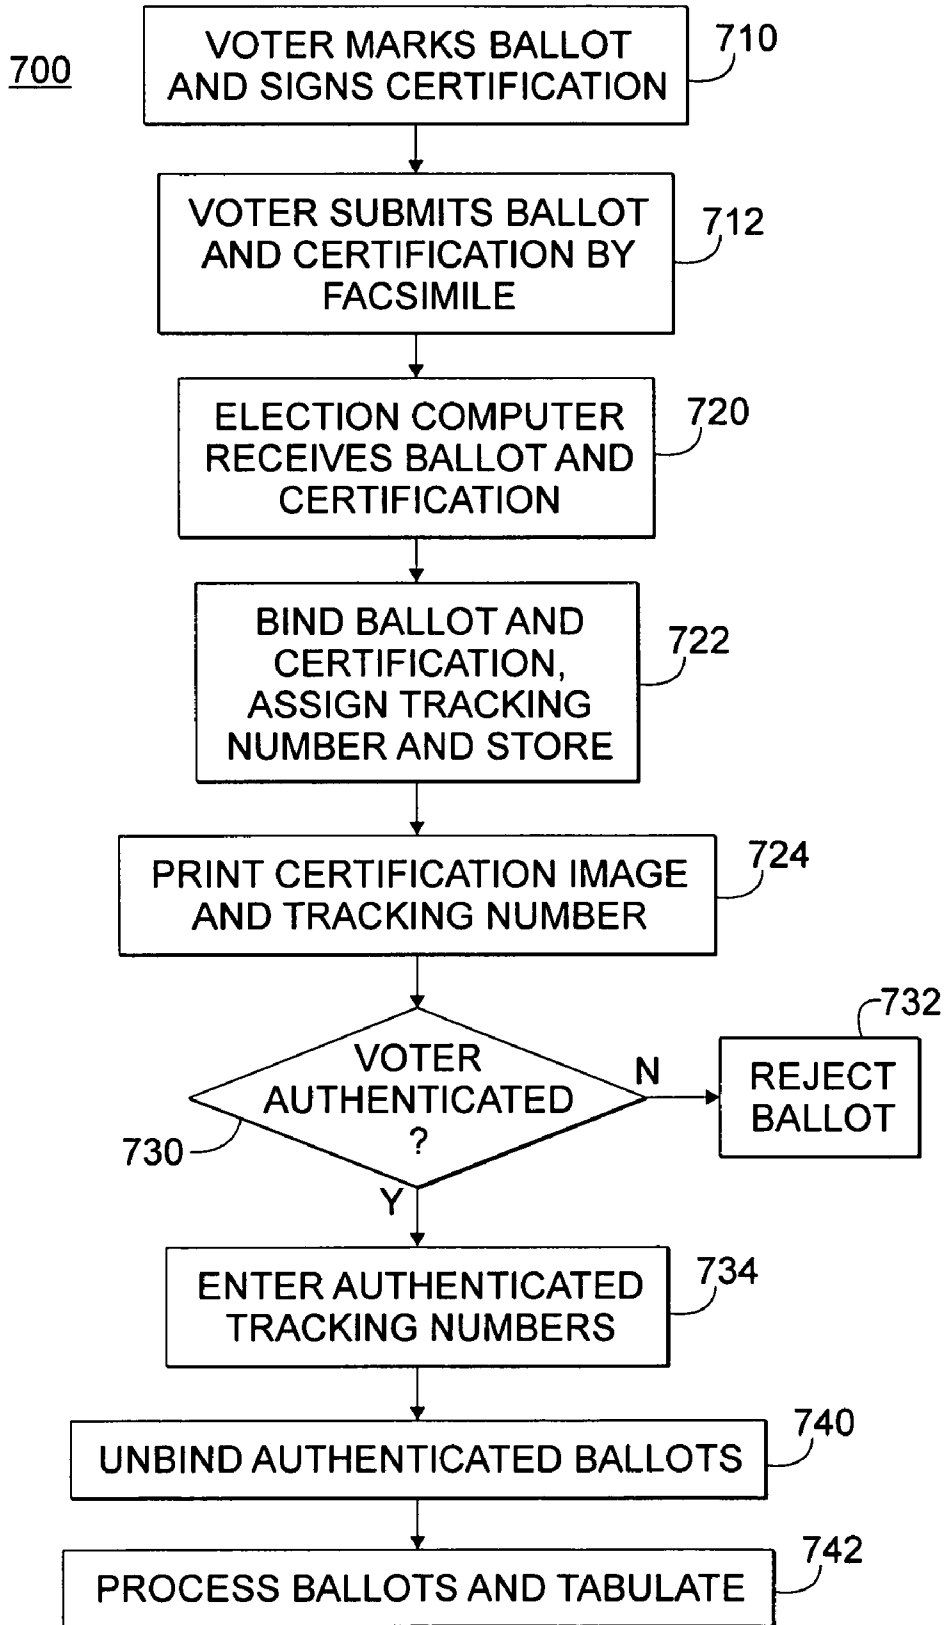 700
VOTER MARKS BALLOT
AND SIGNS CERTIFICATION
710
VOTER SUBMITS BALLOT
AND CERTIFICATION BY
FACSIMILE
712
ELECTION COMPUTER
RECEIVES BALLOT AND
CERTIFICATION
720
BIND BALLOT AND
CERTIFICATION,
ASSIGN TRACKING
NUMBER AND STORE
722
PRINT CERTIFICATION IMAGE
AND TRACKING NUMBER
724
VOTER
AUTHENTICATED
?
730
N
REJECT
BALLOT
732
Y
ENTER AUTHENTICATED
TRACKING NUMBERS
734
UNBIND AUTHENTICATED BALLOTS
740
PROCESS BALLOTS AND TABULATE
742